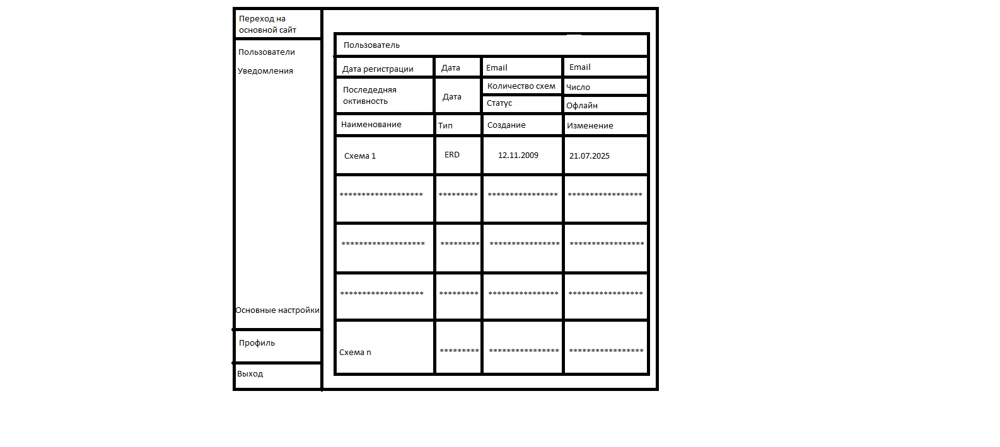 Переход на
основной сайт
Пользователи
Уведомления
Основные настройки
Профиль
Выход
Пользователь
Дата регистрации Дата Email Email
Последедняя
октивность
Дата
Количество схем Число
Статус Офлайн
Наименование Тип Создание Изменение
Схема 1 ERD 12.11.2009 21.07.2025
******************* ********* **************** *****************
******************* ********* **************** *****************
******************* ********* **************** *****************
Схема n ********* **************** *****************